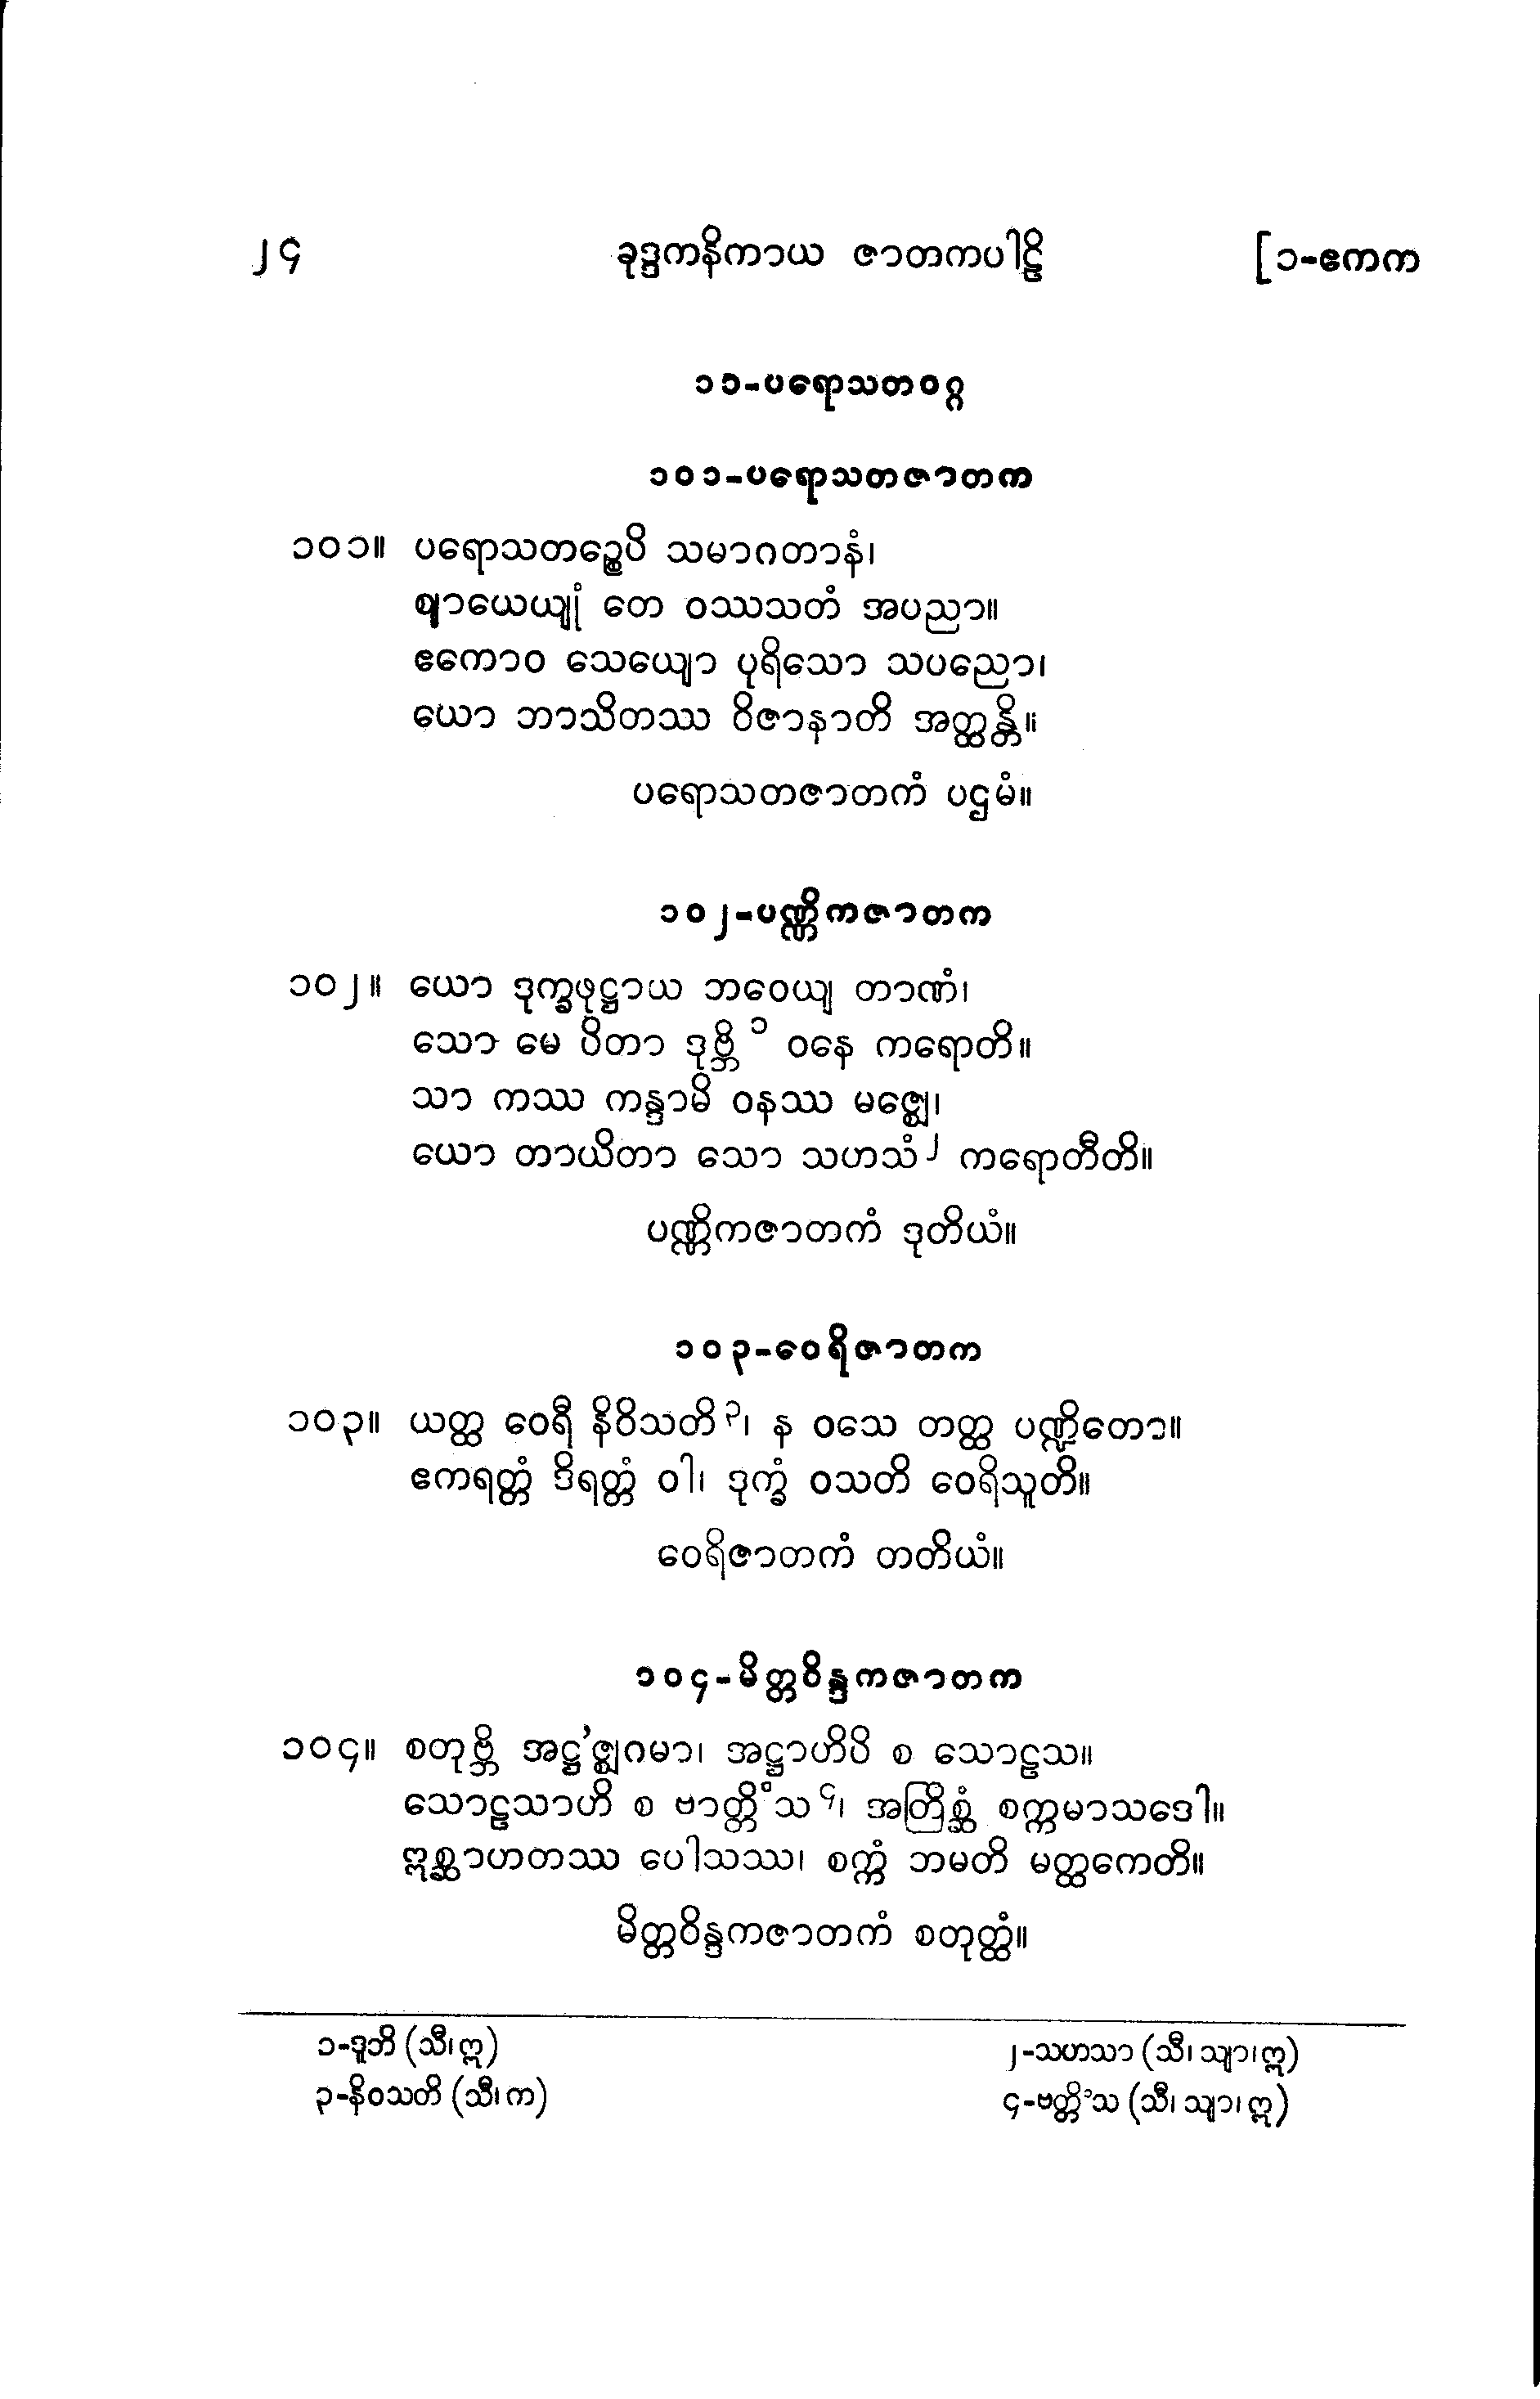 ၂၄ ခုဒ္ဒကနိကာယ ဇာတကပါဠိ [၁-ဧကက
၁၁-ပရောသတဝဂ္ဂ
၁၀၁-ပရောသတဇာတက
၁၀၁။ ပရောသတဉ္စေပိ သမာဂတာနံ၊
ဈာယေယျုံ တေ ဝဿသတံ အပညာ။
ဧကောဝ သေယျော ပုရိသော သပညော၊
ယော ဘာသိတဿ ဝိဇာနာတိ အတ္ထန္တိ။
ပရောသတဇာတကံ ပဌမံ။
၁၀၂-ပဏ္ဏိကဇာတက
၁၀၂။ ယော ဒုက္ခဖုဋ္ဌာယ ဘဝေယျ တာဏံ၊
သော မေ ပိတာ ဒုဗ္ဘိ ၁ ဝနေ ကရောတိ။
သာ ကဿ ကန္ဒာမိ ဝနဿ မဇ္ဈေ၊
ယော တာယိတာ သော သဟသံ ၂ ကရောတီတိ။
ပဏ္ဏိကဇာတကံ ဒုတိယံ။
၁၀၃-ဝေရိဇာတက
၁၀၃။ ယတ္ထ ဝေရီ နိဝိသတိ ၃၊ န ဝသေ တတ္ထ ပဏ္ဍိတော။
ဧကရတ္တံ ဒိရတ္တံ ဝါ၊ ဒုက္ခံ ဝသတိ ဝေရိသူတိ။
ဝေရိဇာတကံ တတိယံ။
၁၀၄-မိတ္တဝိန္ဒကဇာတက
၁၀၄။ စတုဗ္ဘိ အဋ္ဌ’ဇ္ဈဂမာ၊ အဋ္ဌာဟိပိ စ သောဠသ။
သောဠသာဟိ စ ဗာတ္တိံသ ၄၊ အတြိစ္ဆံ စက္ကမာသဒေါ။
ဣစ္ဆာဟတဿ ပေါသဿ၊ စက္ကံ ဘမတိ မတ္ထကေတိ။
မိတ္တဝိန္ဒကဇာတကံ စတုတ္ထံ။
၁-ဒူဘိ (သီ၊ ဣ) ၂-သဟသာ (သီ၊ သျာ၊ ဣ)
၃-နိဝသတိ (သီ၊ က) ၄-ဗတ္တိံသ (သီ၊ သျာ၊ ဣ)